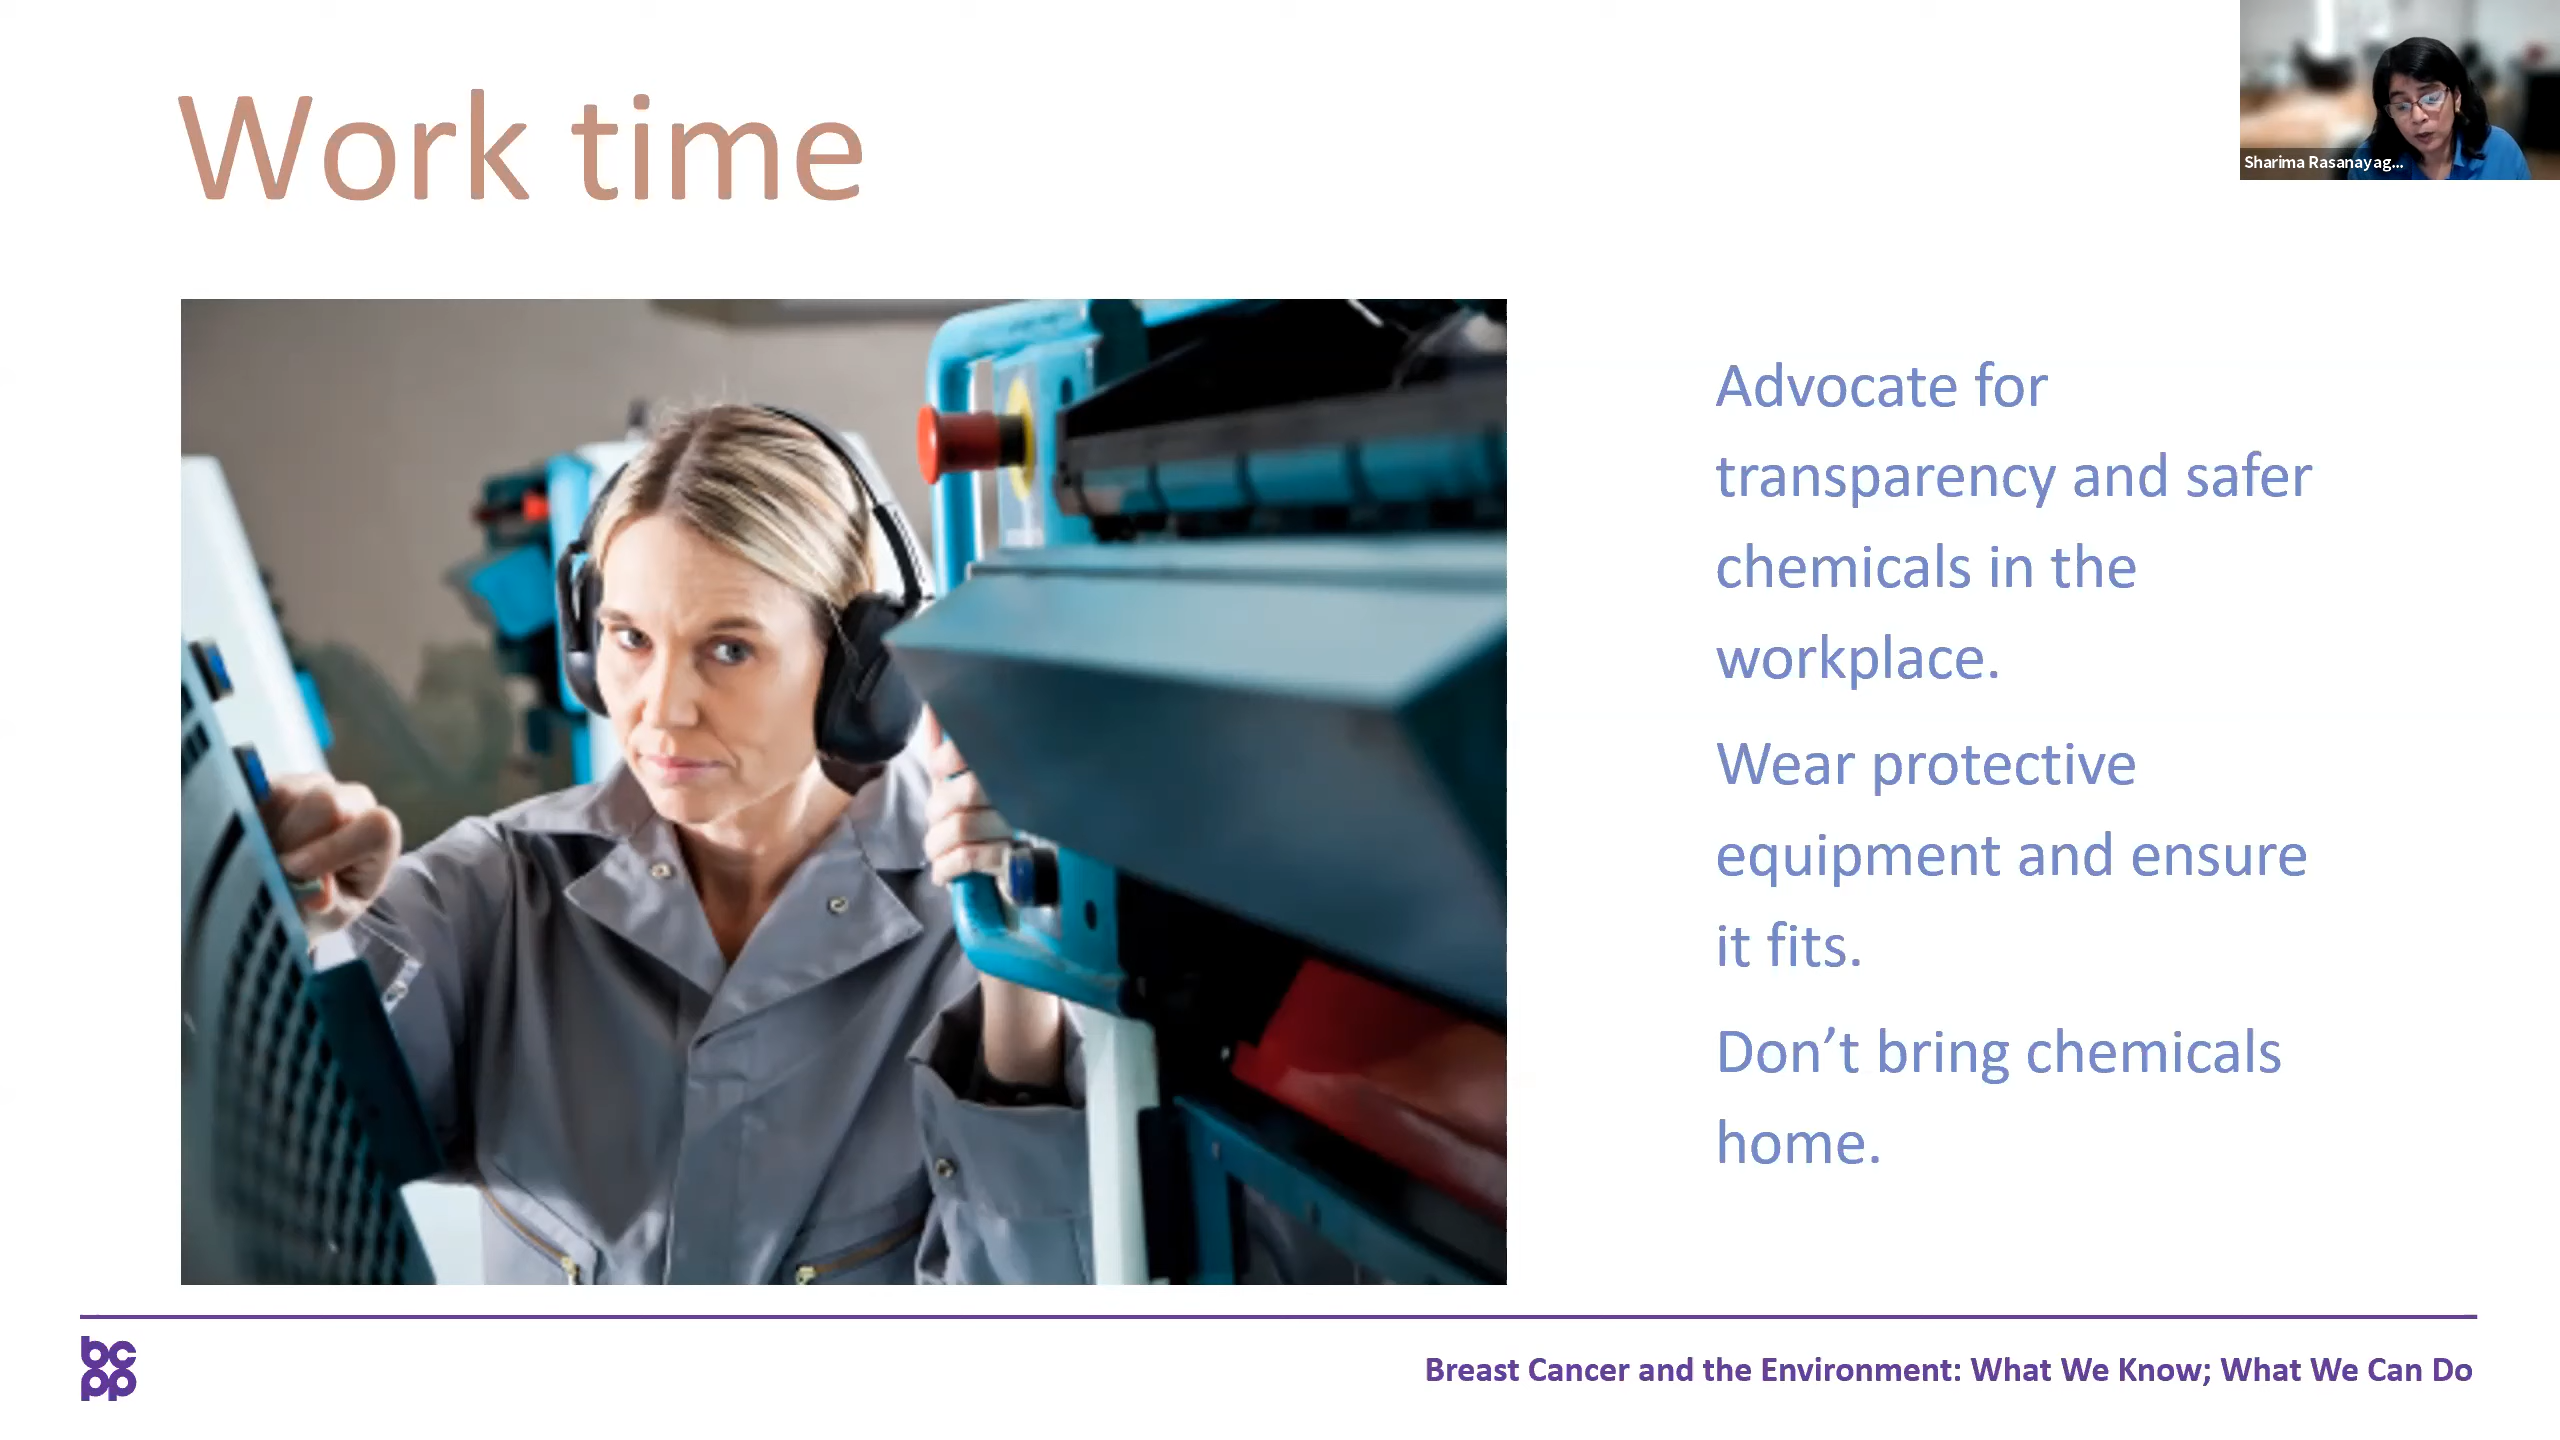 Work time
Sharima Rasanayag...
Advocate for
transparency and safer
chemicals in the
workplace.
Wear protective
equipment and ensure
it fits.
Don’t bring chemicals
home.
bc
pp
Breast Cancer and the Environment: What We Know; What We Can Do